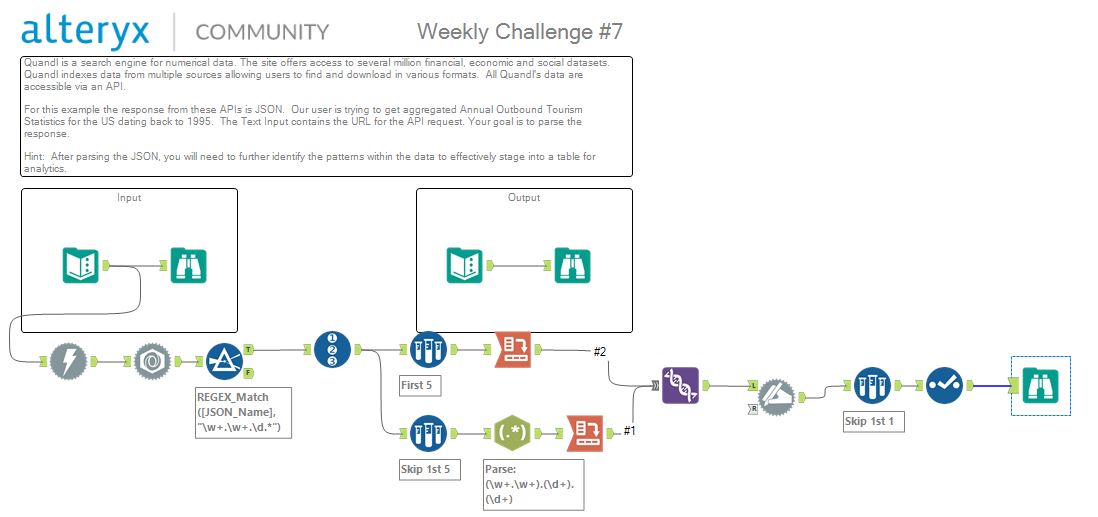 alteryx COMMUNITY Weekly Challenge #7
Quandl is a search engine for numerical data. The site offers access to several million financial, economic and social datasets.
Quandl indexes data from multiple sources allowing users to find and download in various formats. All Quandl's data are
accessible via an API.
For this example the response from these APIs is JSON. Our user is trying to get aggregated Annual Outbound Tourism
Statistics for the US dating back to 1995. The Text Input contains the URL for the API request. Your goal is to parse the
response.
Hint: After parsing the JSON, you will need to further identify the patterns within the data to effectively stage into a table for
analytics.
Input
Output
T
F
1
2
3
REGEX_Match
([JSON_Name],
"\w+.\w+.\d.*")
First 5
#2
Skip 1st 5
(.*)
Parse:
(\w+.\w+).(\d+).
(\d+)
#1
L
R
Skip 1st 1